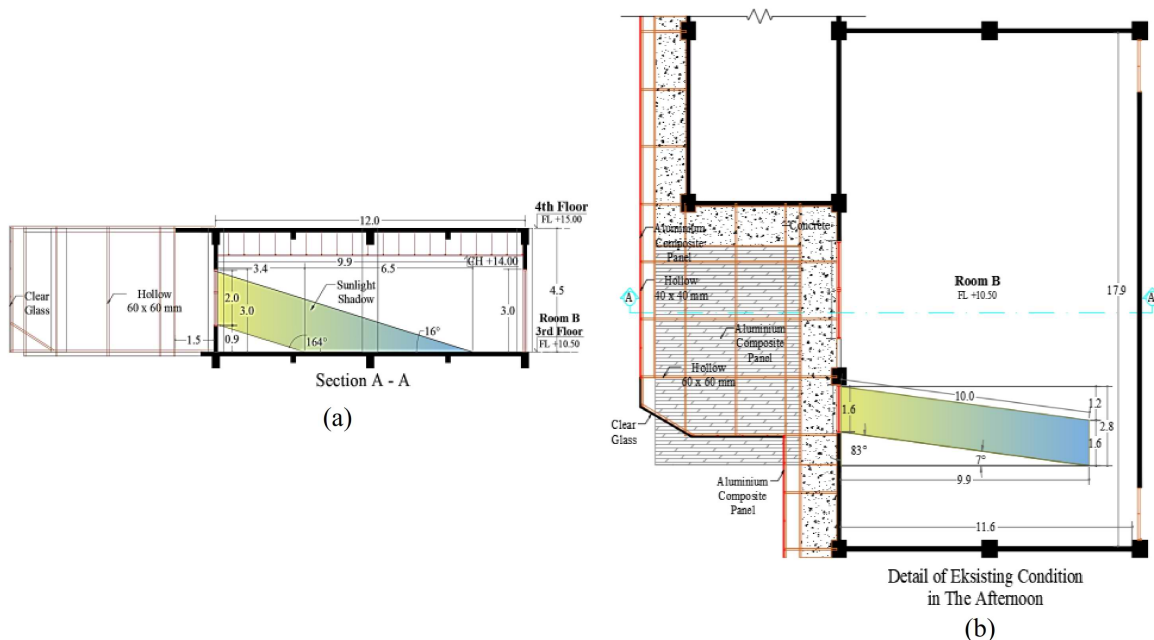 12.0
4th Floor
FL +15.00
3.4
9.9
6.5
CH +14.00
Sunlight
Shadow
Clear
Glass
Hollow
60 x 60 mm
2.0
3.0
3.0
4.5
1.5
0.9
164°
16°
Room B
3rd Floor
FL +10.50
Section A - A
(a)
Aluminium
Composite
Panel
Concrete
Hollow
40 x 40 mm
A
A
Room B
FL +10.50
17.9
Aluminium
Composite
Panel
Hollow
60 x 60 mm
10.0
1.2
1.6
2.8
1.6
Clear
Glass
83°
7°
9.9
Aluminium
Composite
Panel
11.6
Detail of Eksisting Condition
in The Afternoon
(b)